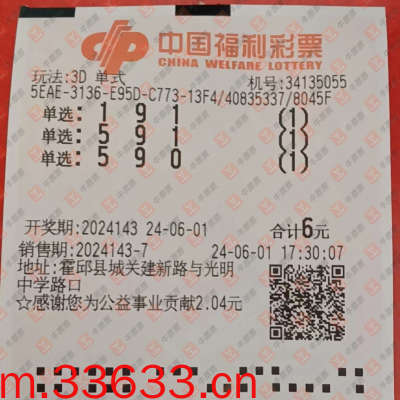 中国福利彩票
CHINA WELFARE LOTTERY
玩法:3D 单式 机号:34135055
5EAE-3136-E95D-C773-13F4/40835337/8045F
单选: 1 9 1 (1)
单选: 5 9 1 (1)
单选: 5 9 0 (1)
开奖期:2024143 24-06-01 合计6元
销售期:2024143-7 24-06-01 17:30:07
地址:霍邱县城关建新路与光明
中学路口
☆感谢您为公益事业贡献2.04元
m.33633.cn